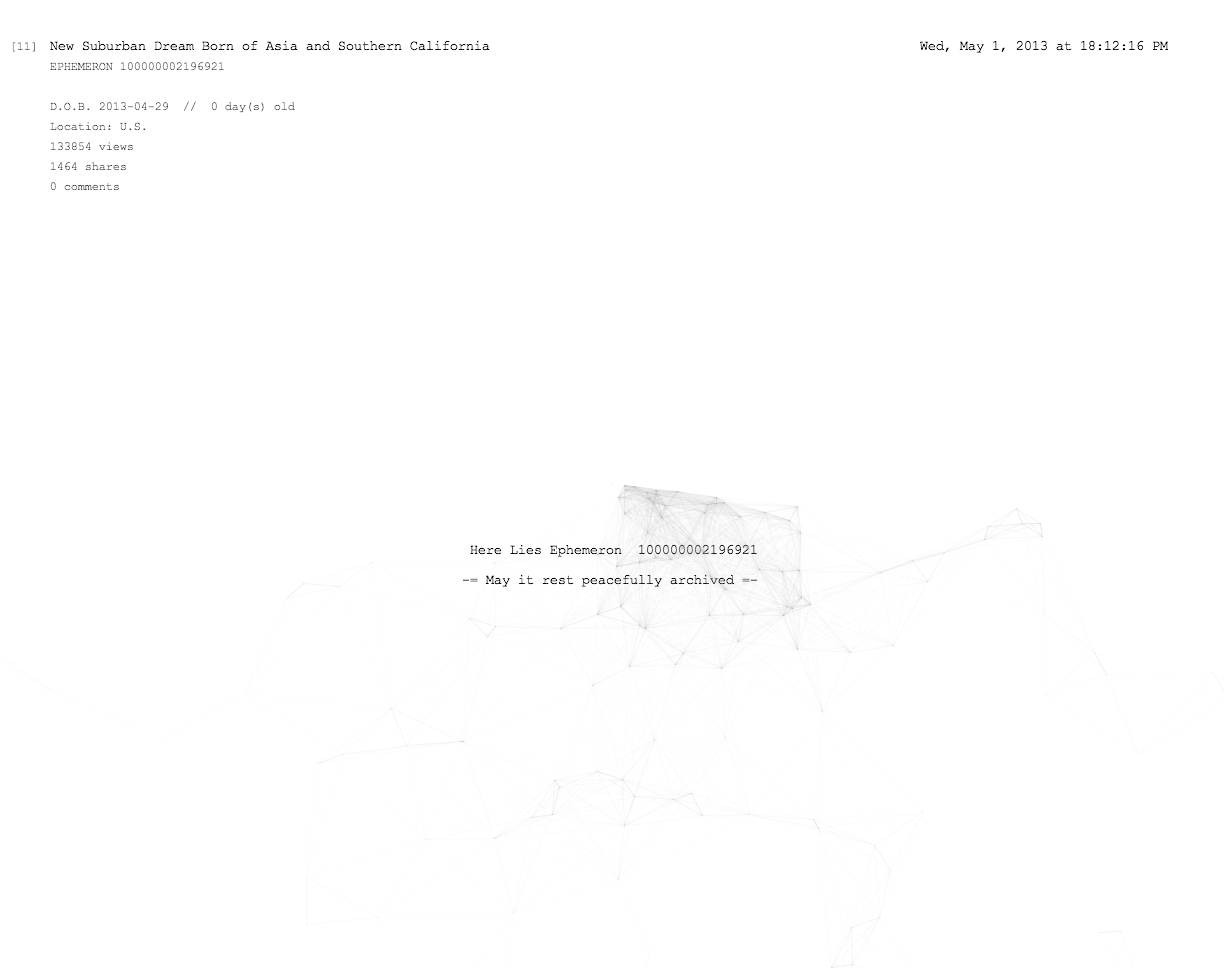 [11] New Suburban Dream Born of Asia and Southern California Wed, May 1, 2013 at 18:12:16 PM
EPHEMERON 100000002196921
D.O.B. 2013-04-29 // 0 day(s) old
Location: U.S.
133854 views
1464 shares
0 comments
Here Lies Ephemeron 100000002196921
-= May it rest peacefully archived =-